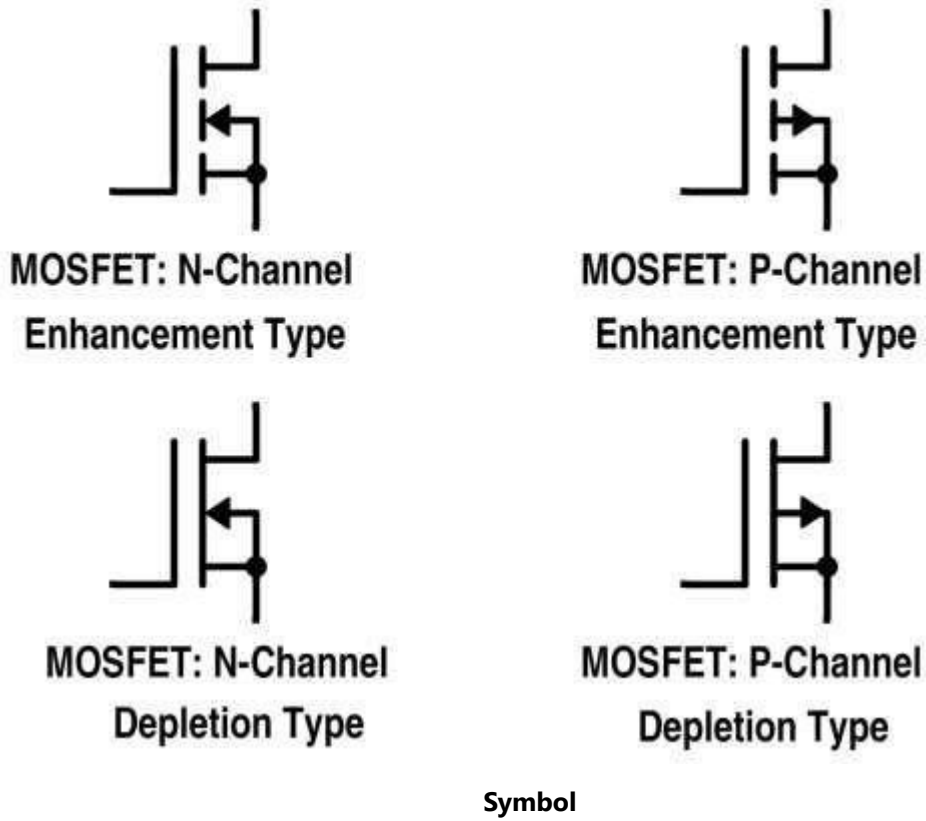 MOSFET: N-Channel
Enhancement Type
MOSFET: P-Channel
Enhancement Type
MOSFET: N-Channel
Depletion Type
MOSFET: P-Channel
Depletion Type
Symbol